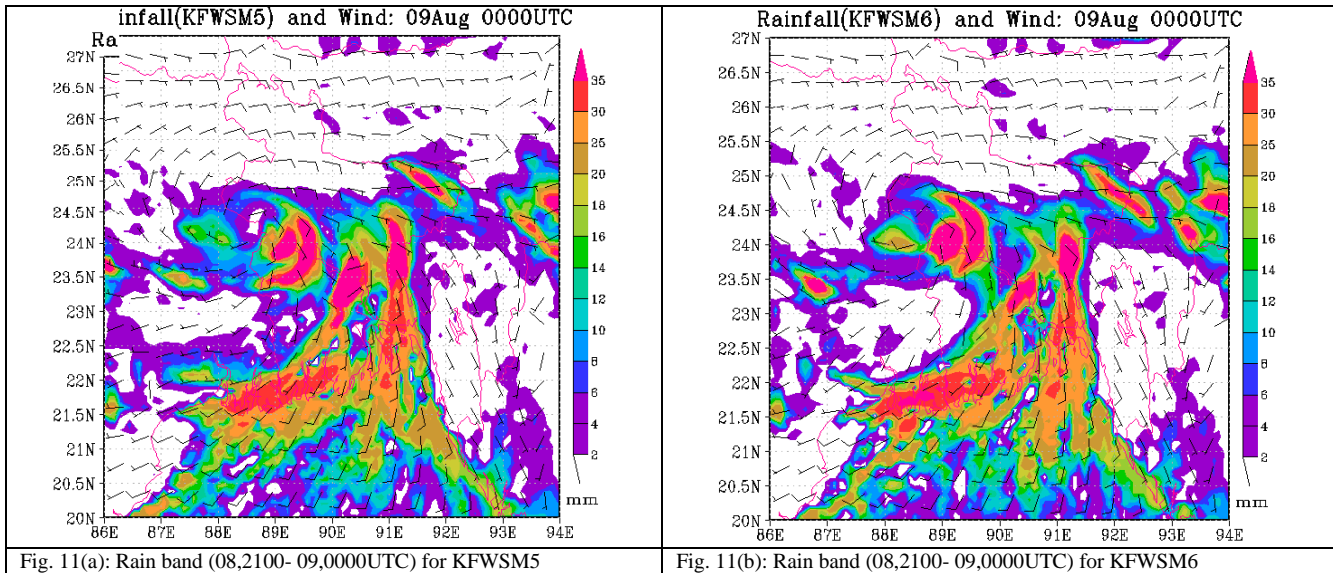 infall(KFWSM5) and Wind: 09Aug 0000UTC
Ra
27N
26.5N
26N
25.5N
25N
24.5N
24N
23.5N
23N
22.5N
22N
21.5N
21N
20.5N
20N
86E 87E 88E 89E 90E 91E 92E 93E 94E
35
30
25
20
18
16
14
12
10
8
6
4
2
mm
Fig. 11(a): Rain band (08,2100- 09,0000UTC) for KFWSM5
Rainfall(KFWSM6) and Wind: 09Aug 0000UTC
27N
26.5N
26N
25.5N
25N
24.5N
24N
23.5N
23N
22.5N
22N
21.5N
21N
20.5N
20N
86E 87E 88E 89E 90E 91E 92E 93E 94E
35
30
25
20
18
16
14
12
10
8
6
4
2
mm
Fig. 11(b): Rain band (08,2100- 09,0000UTC) for KFWSM6